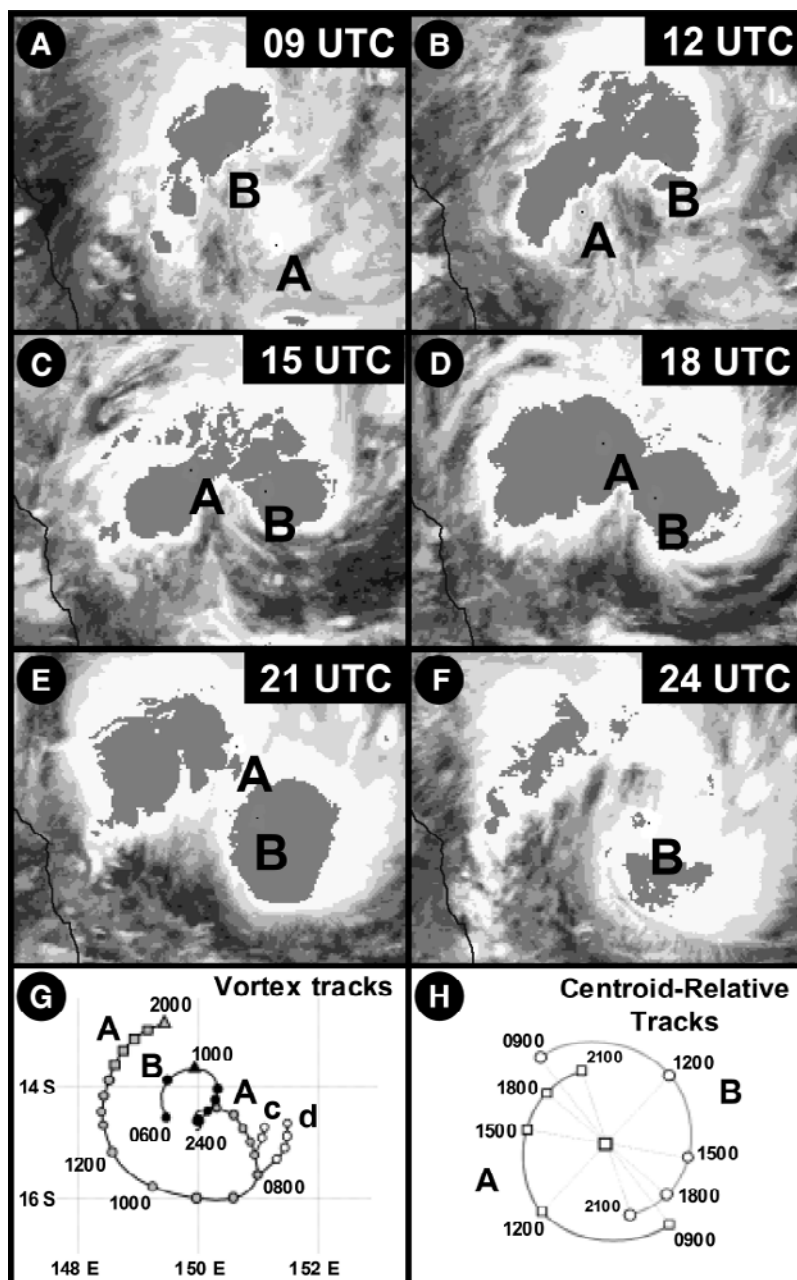 A 09 UTC
B
A
B 12 UTC
B
A
C 15 UTC
A
B
D 18 UTC
A
B
E 21 UTC
A
B
F 24 UTC
B
G Vortex tracks
2000
A
B 1000
14 S A
c d
0600 2400
1200 0800
1000
16 S
148 E 150 E 152 E
H Centroid-Relative
Tracks
0900 2100 1200
1800 B
1500 1500
A 2100 1800
1200 0900